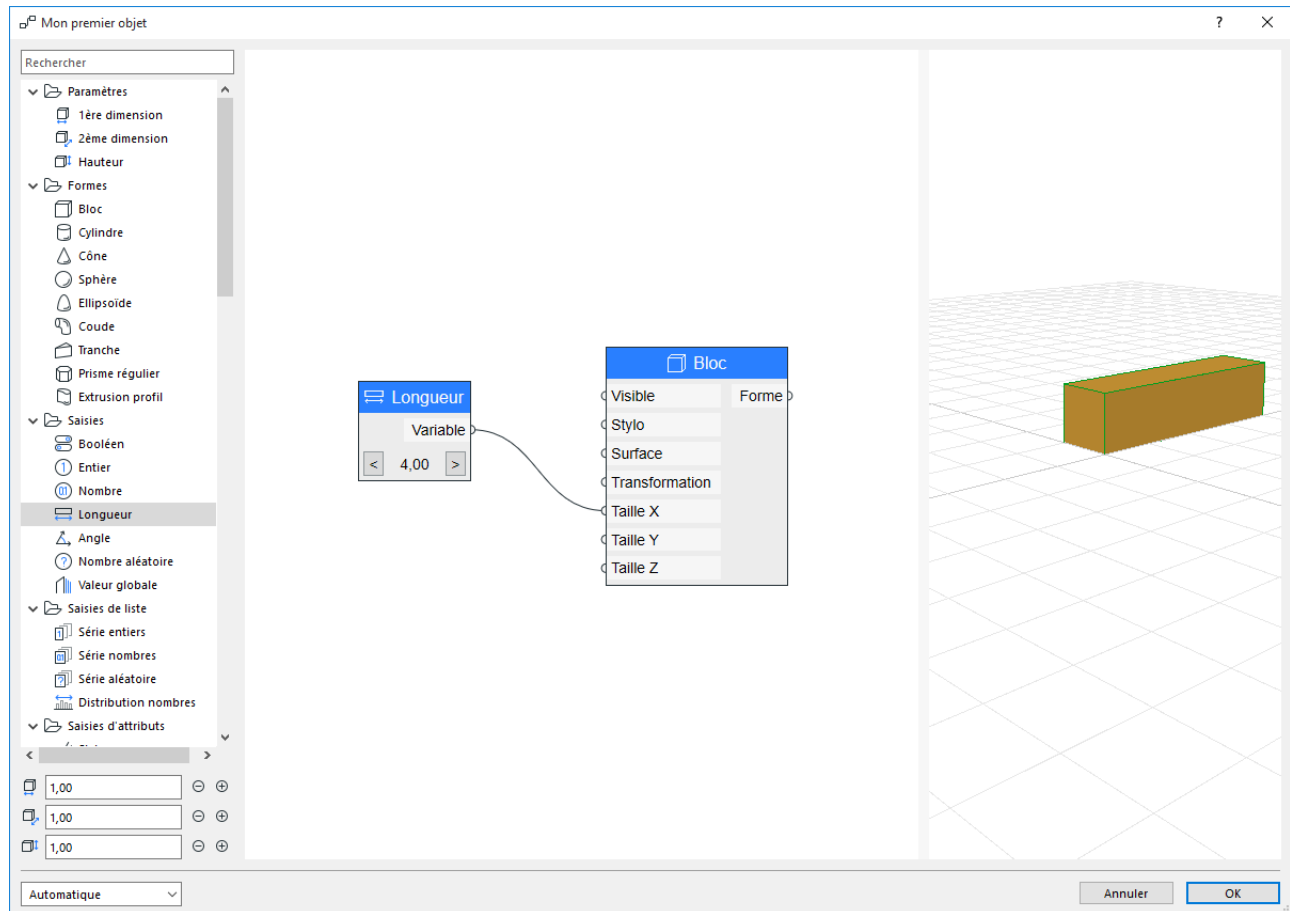 Mon premier objet
?
Rechercher
Paramètres
1ère dimension
2ème dimension
Hauteur
Formes
Bloc
Cylindre
Cône
Sphère
Ellipsoïde
Coude
Tranche
Prisme régulier
Extrusion profil
Saisies
Booléen
Entier
Nombre
Longueur
Angle
Nombre aléatoire
Valeur globale
Saisies de liste
Série entiers
Série nombres
Série aléatoire
Distribution nombres
Saisies d'attributs
1,00
1,00
1,00
Automatique
Longueur
Variable
< 4,00 >
Bloc
Visible Forme
Stylo
Surface
Transformation
Taille X
Taille Y
Taille Z
Annuler OK